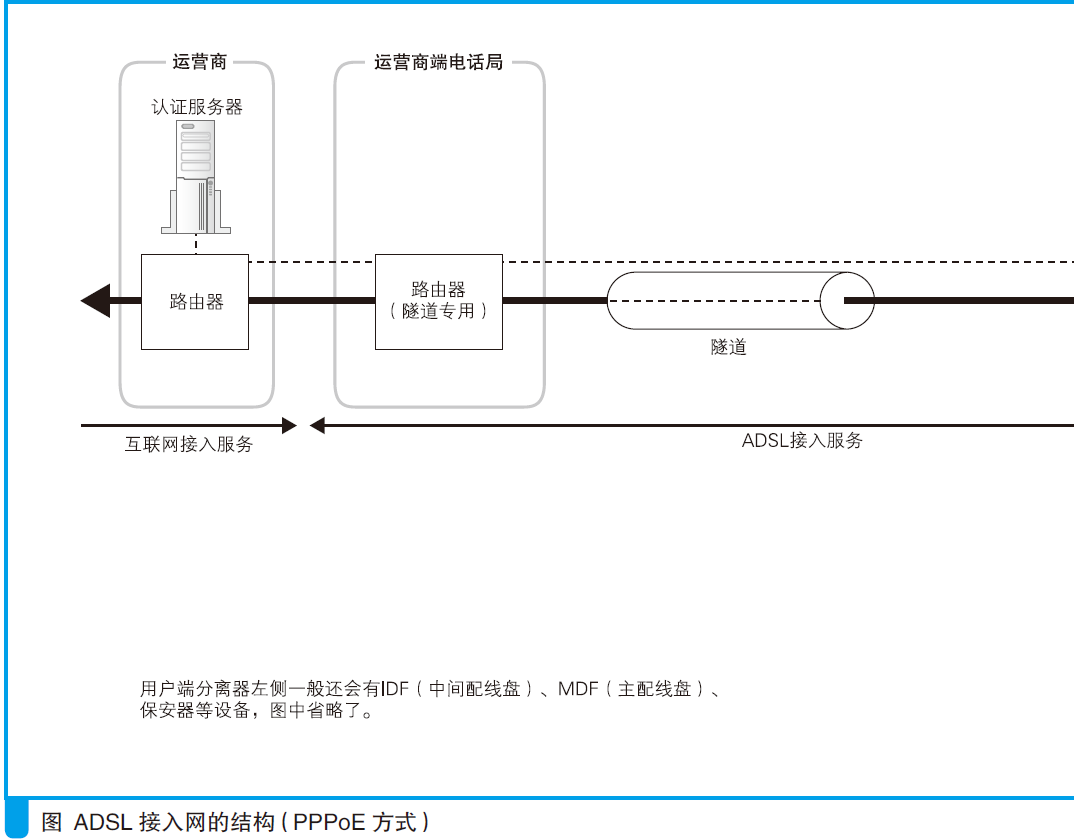 运营商
运营商端电话局
认证服务器
路由器
路由器
（隧道专用）
隧道
互联网接入服务
ADSL接入服务
用户端分离器左侧一般还会有IDF（中间配线盘）、MDF（主配线盘）、
保安器等设备，图中省略了。
图 ADSL 接入网的结构（PPPoE 方式）